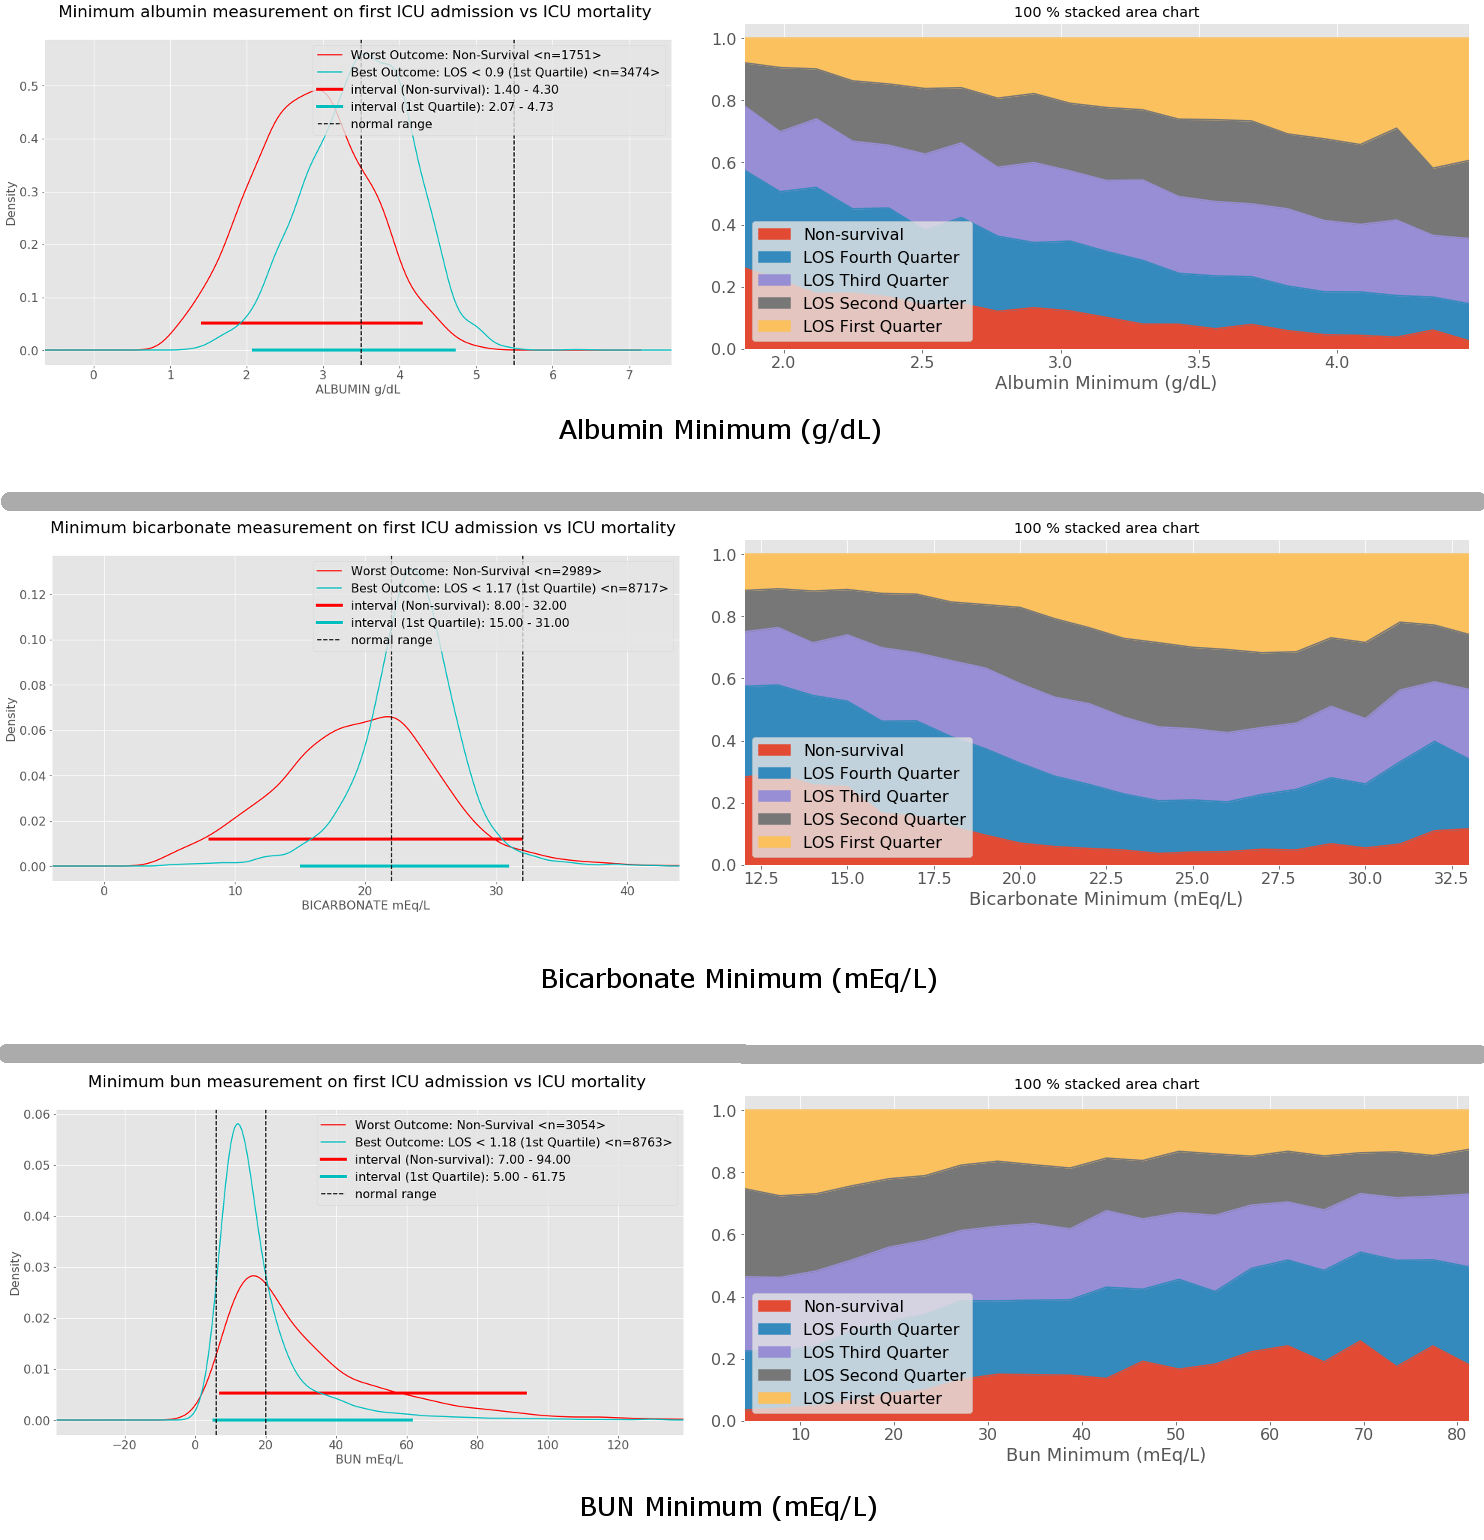 Minimum albumin measurement on first ICU admission vs ICU mortality
Worst Outcome: Non-Survival <n=1751>
Best Outcome: LOS < 0.9 (1st Quartile) <n=3474>
interval (Non-survival): 1.40 - 4.30
interval (1st Quartile): 2.07 - 4.73
normal range
Density
0.5
0.4
0.3
0.2
0.1
0.0
0 1 2 3 4 5 6 7
ALBUMIN g/dL
100 % stacked area chart
1.0
0.8
0.6
0.4
0.2
0.0
Non-survival
LOS Fourth Quarter
LOS Third Quarter
LOS Second Quarter
LOS First Quarter
2.0 2.5 3.0 3.5 4.0
Albumin Minimum (g/dL)
Albumin Minimum (g/dL)
Minimum bicarbonate measurement on first ICU admission vs ICU mortality
Worst Outcome: Non-Survival <n=2989>
Best Outcome: LOS < 1.17 (1st Quartile) <n=8717>
interval (Non-survival): 8.00 - 32.00
interval (1st Quartile): 15.00 - 31.00
normal range
Density
0.12
0.10
0.08
0.06
0.04
0.02
0.00
0 10 20 30 40
BICARBONATE mEq/L
100 % stacked area chart
1.0
0.8
0.6
0.4
0.2
0.0
Non-survival
LOS Fourth Quarter
LOS Third Quarter
LOS Second Quarter
LOS First Quarter
12.5 15.0 17.5 20.0 22.5 25.0 27.5 30.0 32.5
Bicarbonate Minimum (mEq/L)
Bicarbonate Minimum (mEq/L)
Minimum bun measurement on first ICU admission vs ICU mortality
Worst Outcome: Non-Survival <n=3054>
Best Outcome: LOS < 1.18 (1st Quartile) <n=8763>
interval (Non-survival): 7.00 - 94.00
interval (1st Quartile): 5.00 - 61.75
normal range
Density
0.06
0.05
0.04
0.03
0.02
0.01
0.00
−20 0 20 40 60 80 100 120
BUN mEq/L
100 % stacked area chart
1.0
0.8
0.6
0.4
0.2
0.0
Non-survival
LOS Fourth Quarter
LOS Third Quarter
LOS Second Quarter
LOS First Quarter
10 20 30 40 50 60 70 80
Bun Minimum (mEq/L)
BUN Minimum (mEq/L)